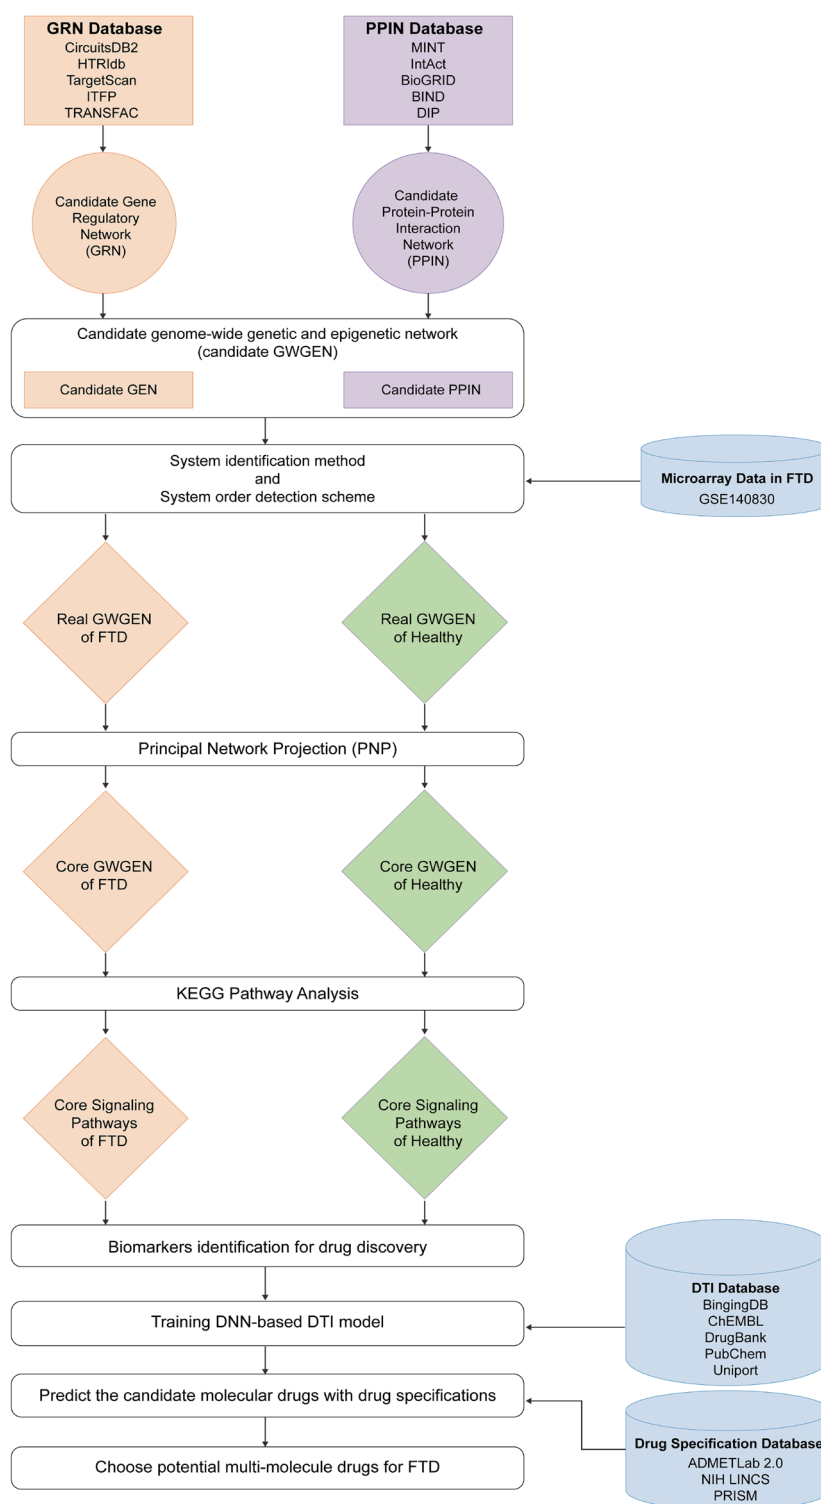 GRN Database
CircuitsDB2
HTRIdb
TargetScan
ITFP
TRANSFAC
PPIN Database
MINT
IntAct
BioGRID
BIND
DIP
Candidate Gene
Regulatory
Network
(GRN)
Candidate
Protein-Protein
Interaction
Network
(PPIN)
Candidate genome-wide genetic and epigenetic network
(candidate GWGEN)
Candidate GEN
Candidate PPIN
System identification method
and
System order detection scheme
Microarray Data in FTD
GSE140830
Real GWGEN
of FTD
Real GWGEN
of Healthy
Principal Network Projection (PNP)
Core GWGEN
of FTD
Core GWGEN
of Healthy
KEGG Pathway Analysis
Core Signaling
Pathways
of FTD
Core Signaling
Pathways
of Healthy
Biomarkers identification for drug discovery
DTI Database
BingingDB
ChEMBL
DrugBank
PubChem
Uniport
Training DNN-based DTI model
Predict the candidate molecular drugs with drug specifications
Drug Specification Database
ADMETLab 2.0
NIH LINCS
PRISM
Choose potential multi-molecule drugs for FTD